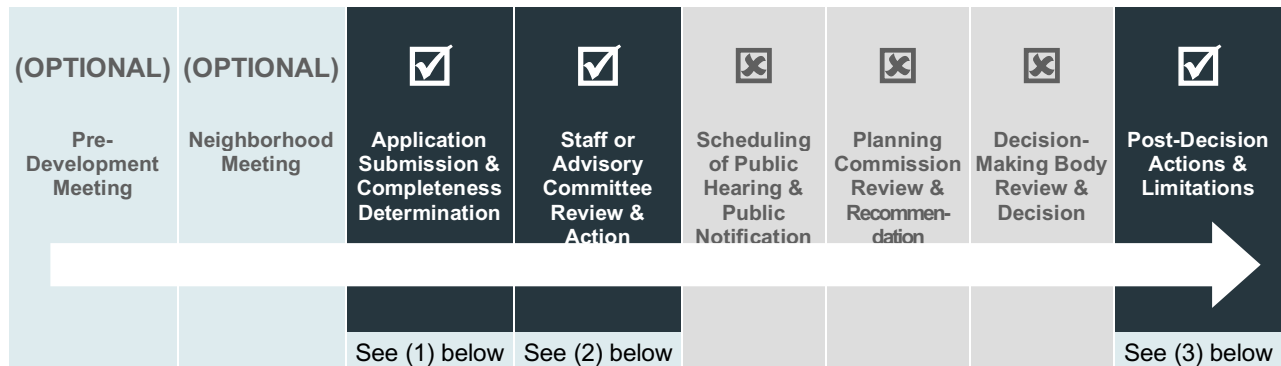 (OPTIONAL)
Pre-
Development
Meeting
(OPTIONAL)
Neighborhood
Meeting
Application
Submission &
Completeness
Determination
See (1) below
Staff or
Advisory
Committee
Review &
Action
See (2) below
Scheduling
of Public
Hearing &
Public
Notification
Planning
Commission
Review &
Recommen-
dation
Decision-
Making Body
Review &
Decision
Post-Decision
Actions &
Limitations
See (3) below